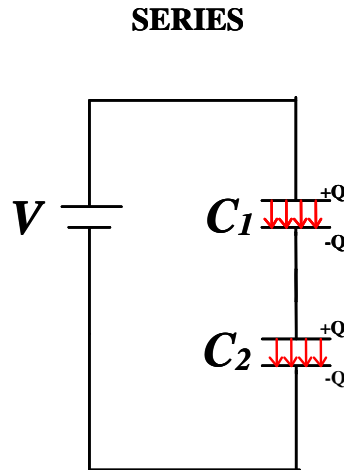 SERIES
+Q
V C1
-Q
+Q
C2
-Q